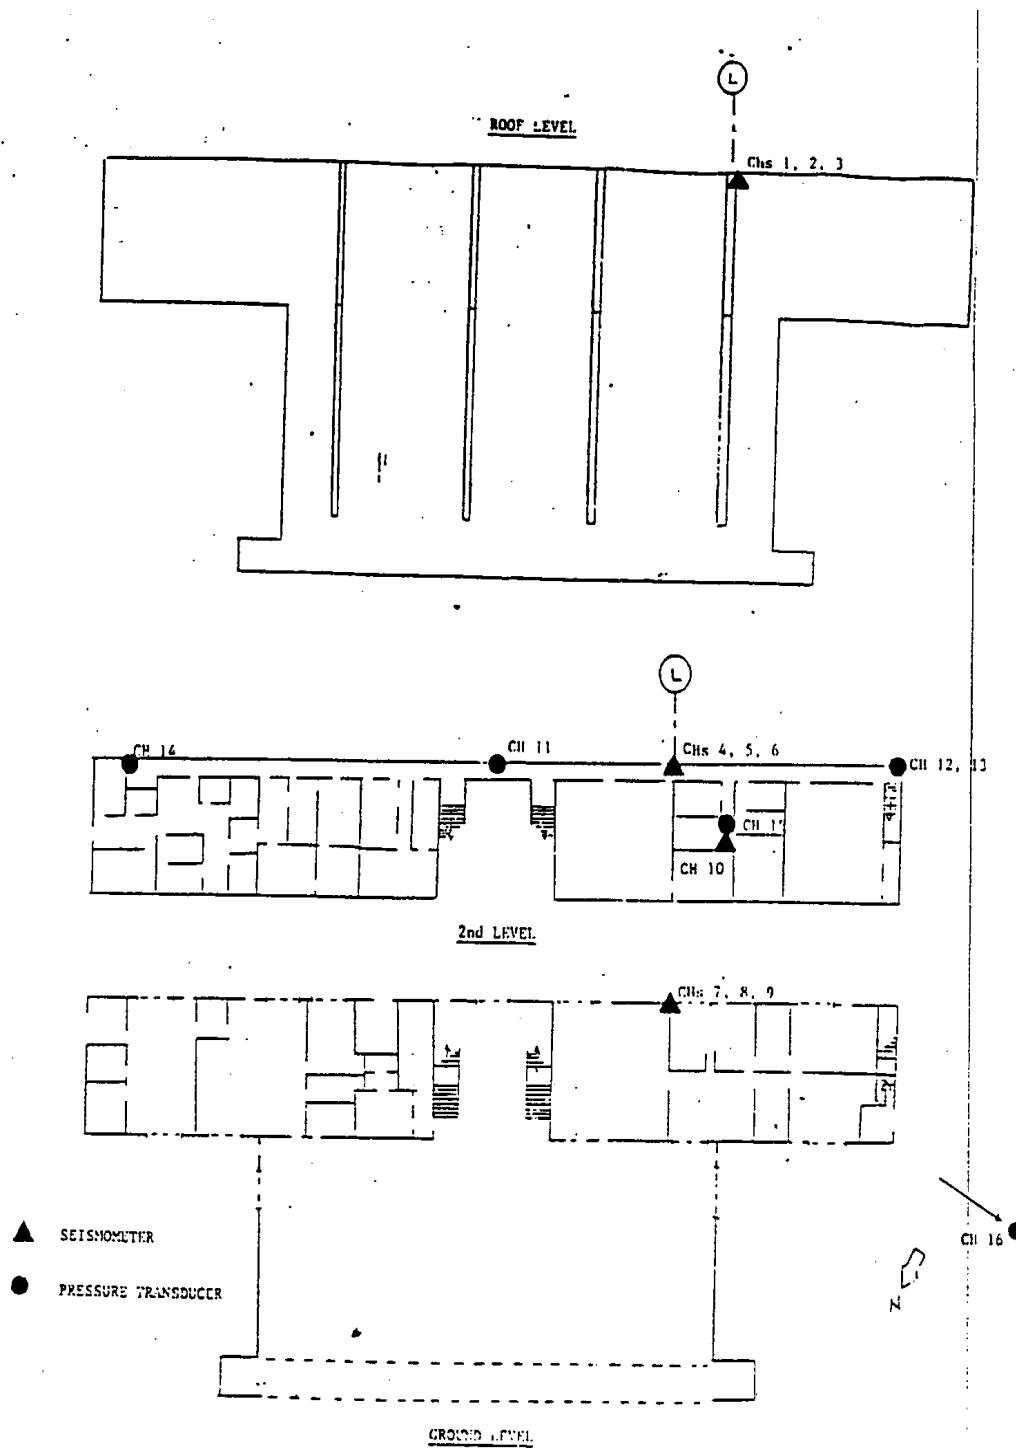 L
ROOF LEVEL
Chs 1, 2, 3
L
CH 14
CH 11
CHs 4, 5, 6
CH 12, 13
CH
CH 10
2nd LEVEL
CHs 7, 8, 9
SEISMOMETER
CH 16
PRESSURE TRANSDUCER
N
GROUND LEVEL